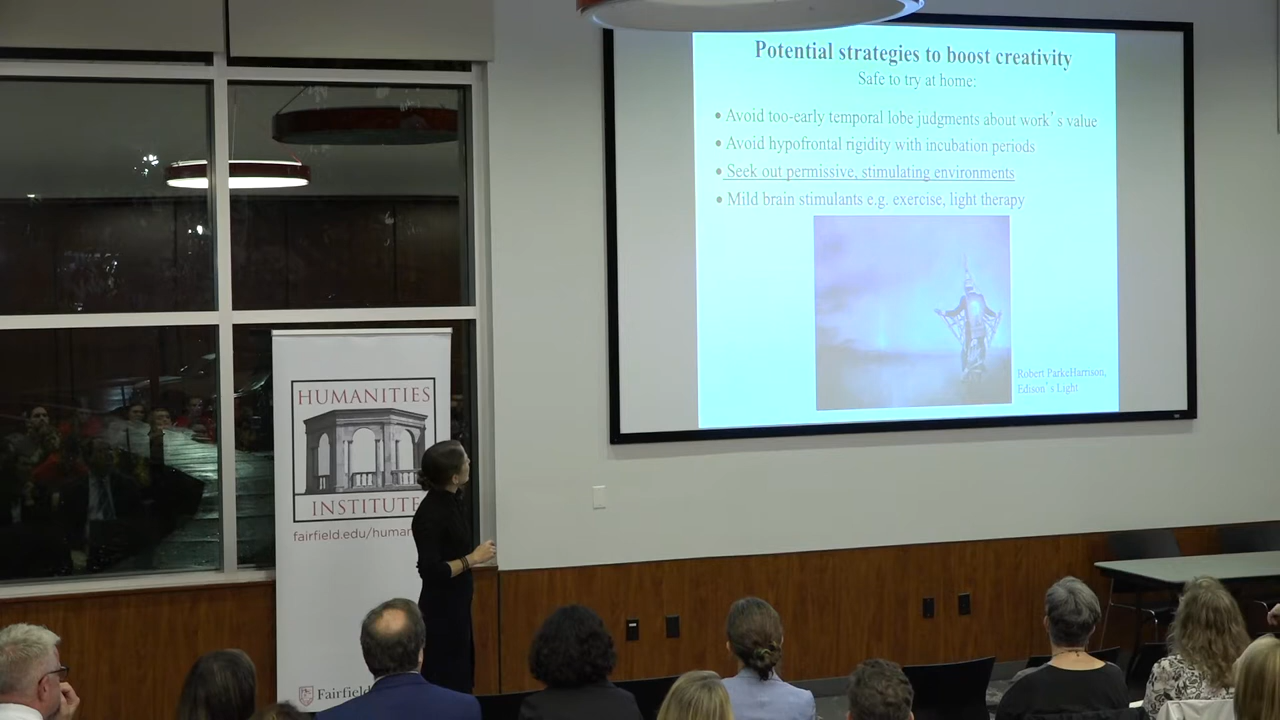 Potential strategies to boost creativity
Safe to try at home:
• Avoid too-early temporal lobe judgments about work's value
• Avoid hypofrontal rigidity with incubation periods
• Seek out permissive, stimulating environments
• Mild brain stimulants e.g. exercise, light therapy
Robert ParkeHarrison,
Edison's Light
HUMANITIES
INSTITUTE
fairfield.edu/human
Fairfield